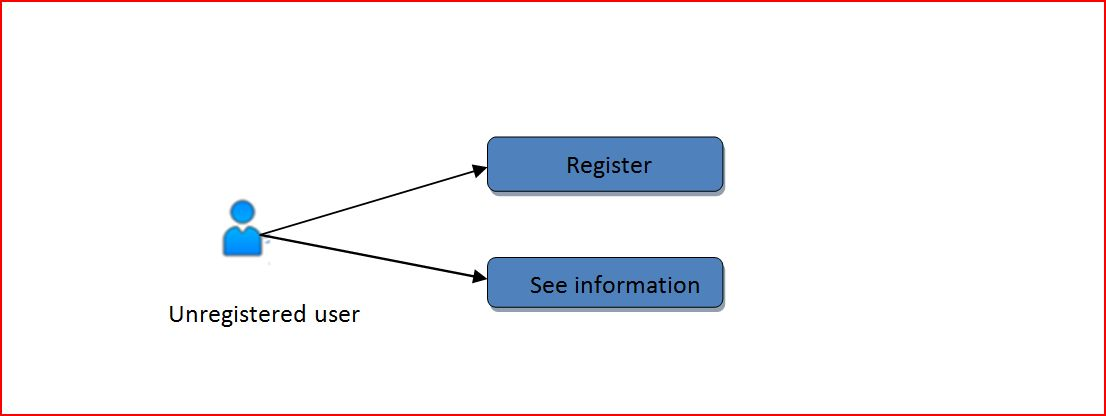 Register
See information
Unregistered user